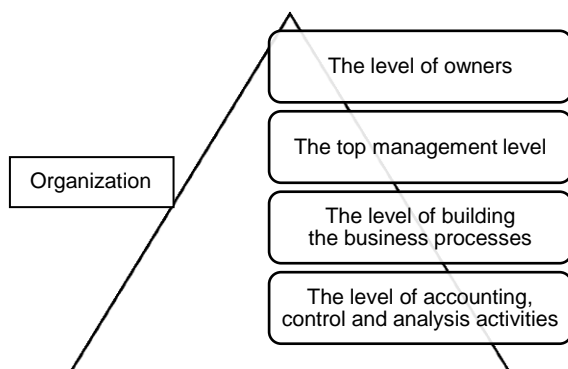 The level of owners
The top management level
Organization
The level of building
the business processes
The level of accounting,
control and analysis activities